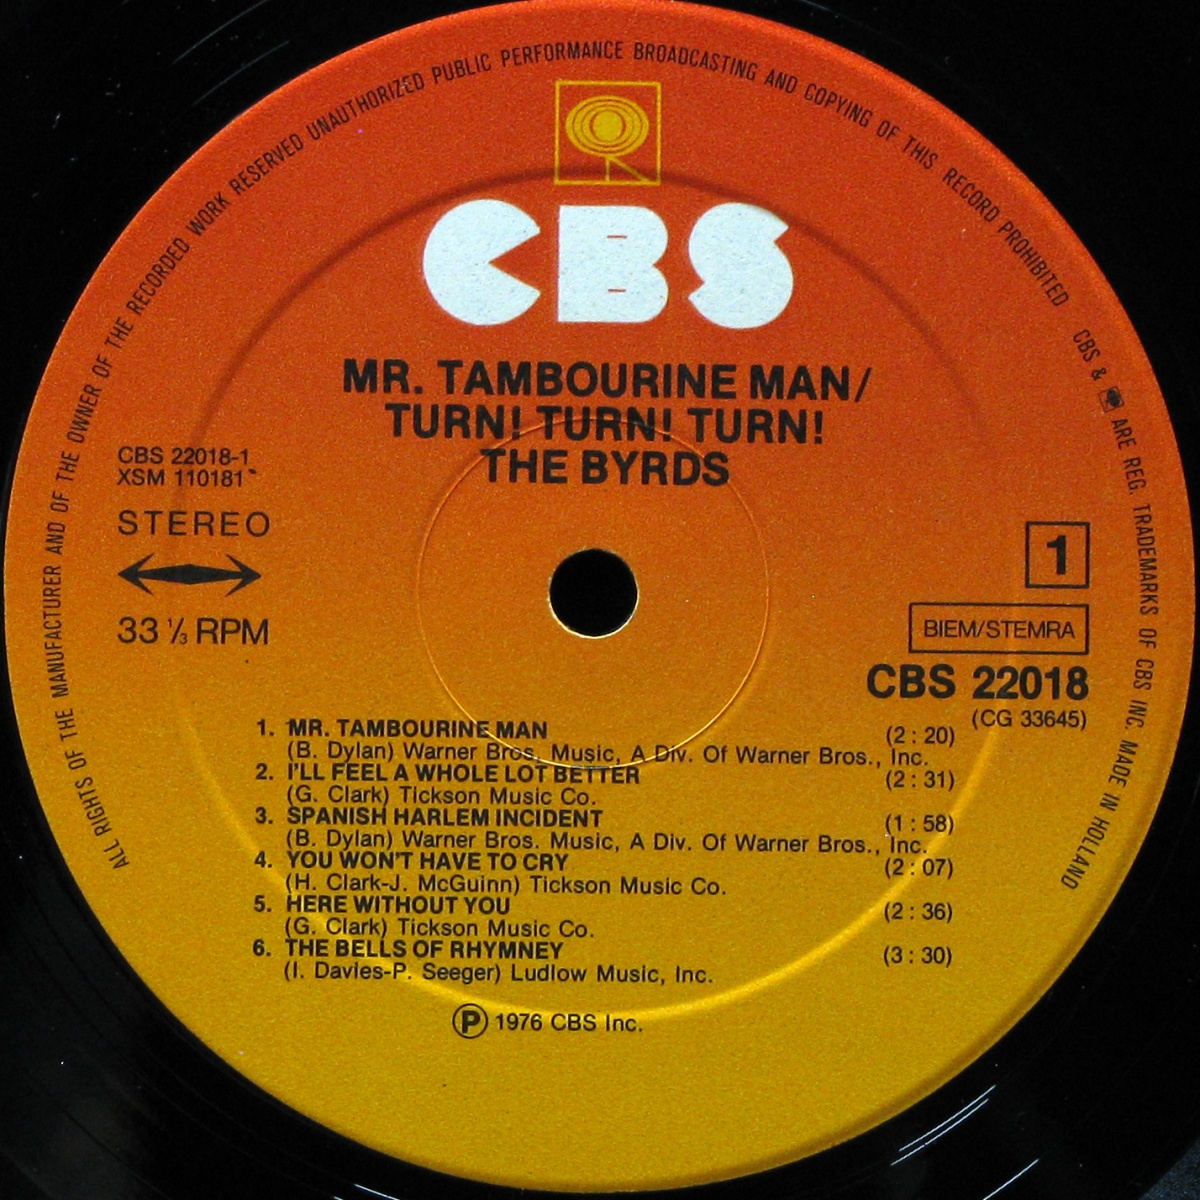 ALL RIGHTS OF THE MANUFACTURER AND OF THE OWNER OF THE RECORDED WORK RESERVED UNAUTHORIZED PUBLIC PERFORMANCE BROADCASTING AND COPYING OF THIS RECORD PROHIBITED CBS & ARE REG. TRADEMARKS OF CBS INC. MADE IN HOLLAND
CBS
MR. TAMBOURINE MAN/
TURN! TURN! TURN!
THE BYRDS
CBS 22018-1
XSM 110181
STEREO
33 ⅓ RPM
1
BIEM/STEMRA
CBS 22018
(CG 33645)
1. MR. TAMBOURINE MAN (2 : 20)
(B. Dylan) Warner Bros. Music, A Div. Of Warner Bros., Inc.
2. I'LL FEEL A WHOLE LOT BETTER (2 : 31)
(G. Clark) Tickson Music Co.
3. SPANISH HARLEM INCIDENT (1 : 58)
(B. Dylan) Warner Bros. Music, A Div. Of Warner Bros., Inc.
4. YOU WON'T HAVE TO CRY (2 : 07)
(H. Clark-J. McGuinn) Tickson Music Co.
5. HERE WITHOUT YOU (2 : 36)
(G. Clark) Tickson Music Co.
6. THE BELLS OF RHYMNEY (3 : 30)
(I. Davies-P. Seeger) Ludlow Music, Inc.
Ⓟ 1976 CBS Inc.